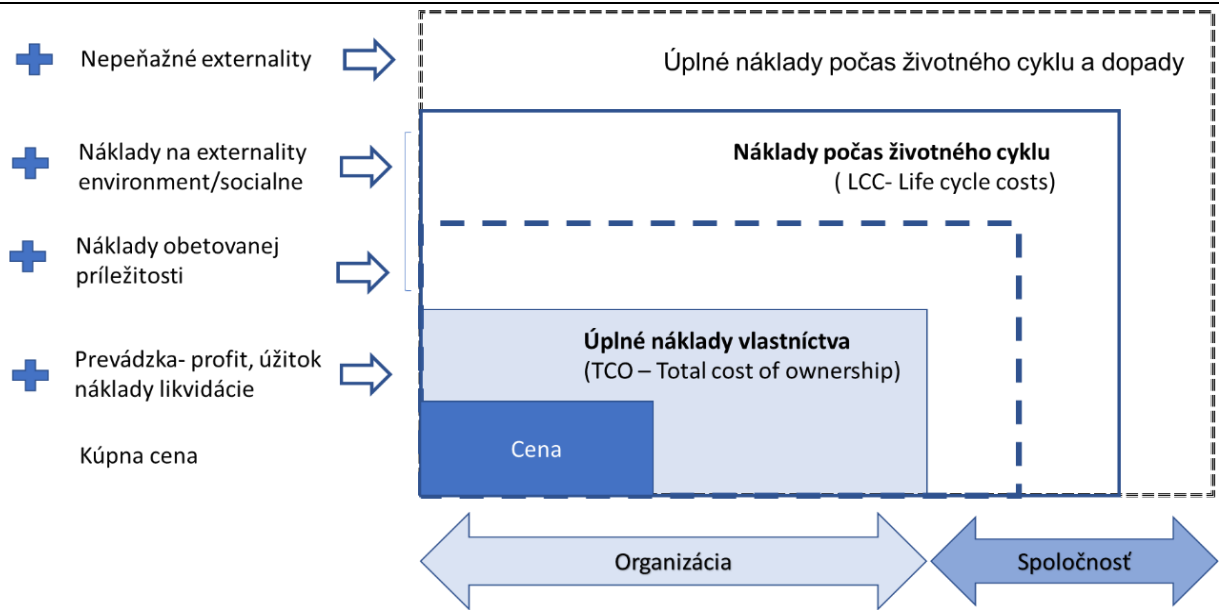 Nepeňažné externality
Úplné náklady počas životného cyklu a dopady
Náklady na externality
environment/socialne
Náklady počas životného cyklu
( LCC- Life cycle costs)
Náklady obetovanej
príležitosti
Úplné náklady vlastníctva
(TCO – Total cost of ownership)
Prevádzka- profit, úžitok
náklady likvidácie
Kúpna cena
Cena
Organizácia
Spoločnosť